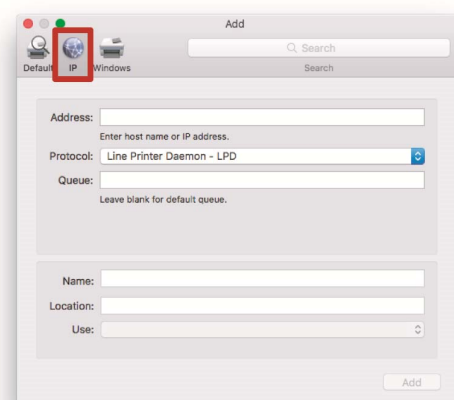 Add
Search
Default IP Windows Search
Address:
Enter host name or IP address.
Protocol: Line Printer Daemon - LPD
Queue:
Leave blank for default queue.
Name:
Location:
Use:
Add